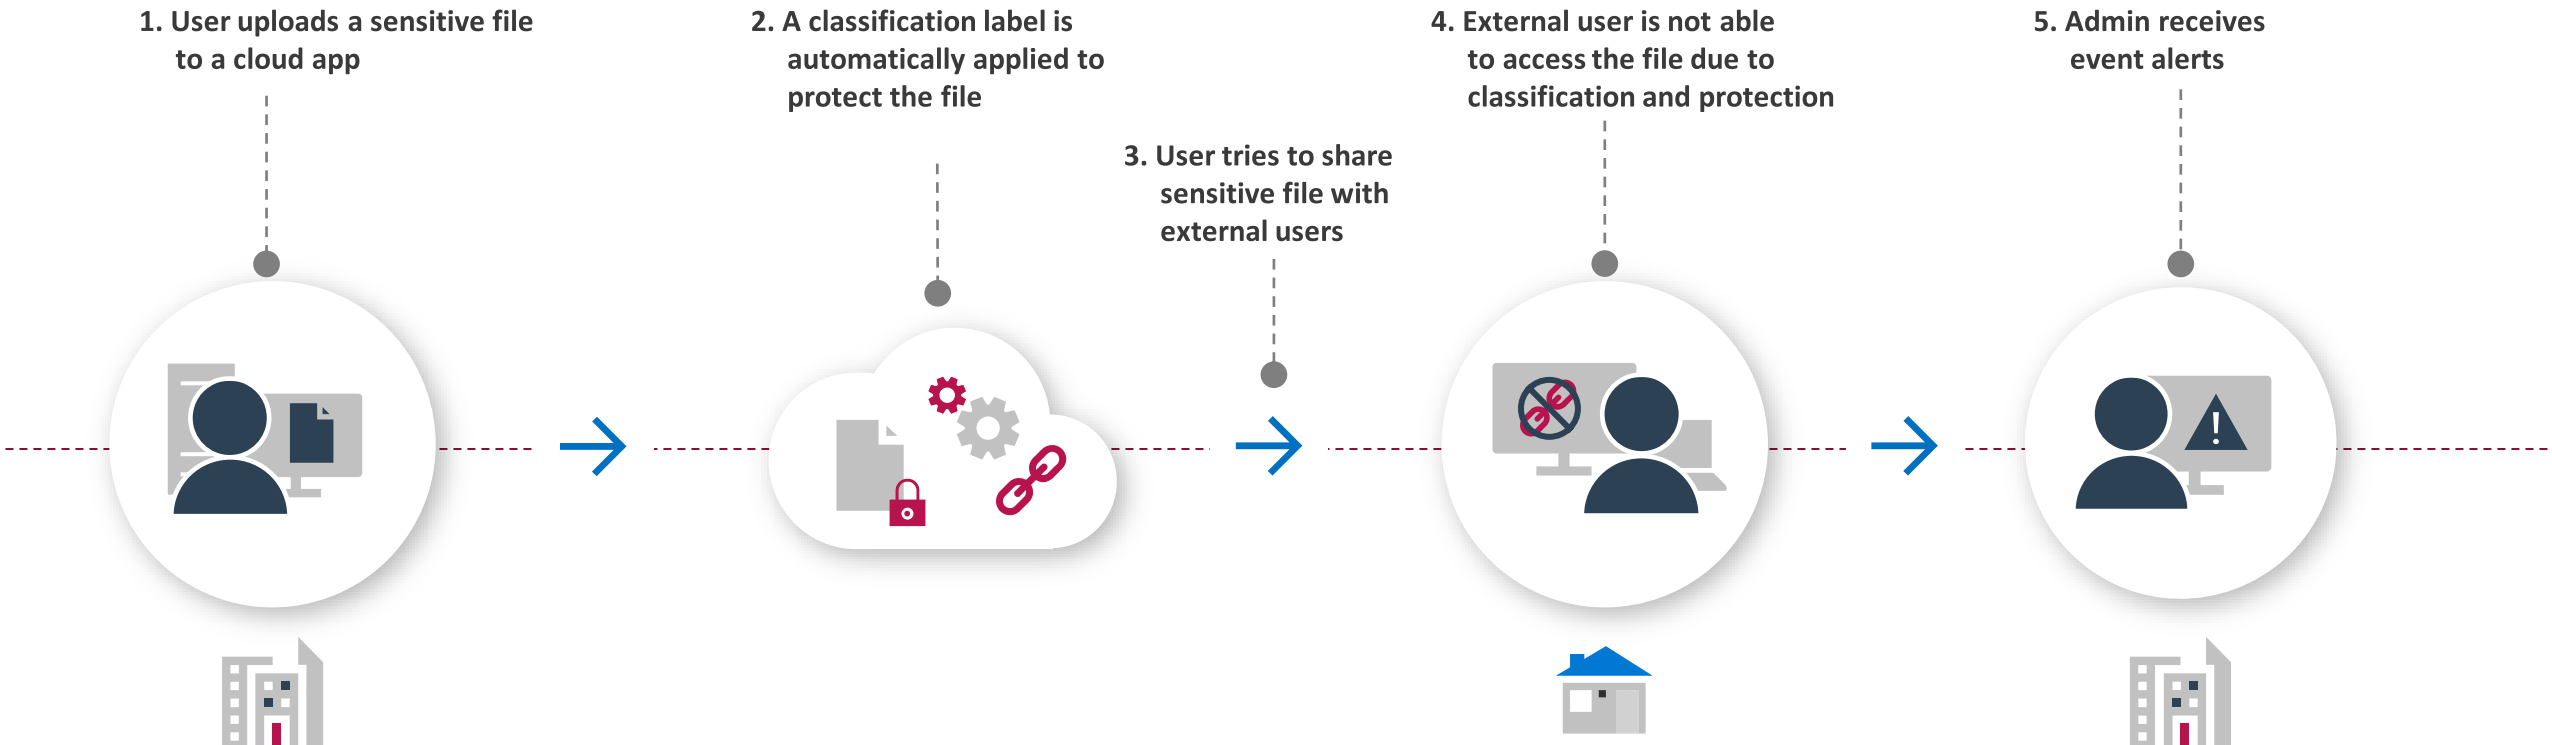 1. User uploads a sensitive file
to a cloud app
2. A classification label is
automatically applied to
protect the file
3. User tries to share
sensitive file with
external users
4. External user is not able
to access the file due to
classification and protection
5. Admin receives
event alerts
!